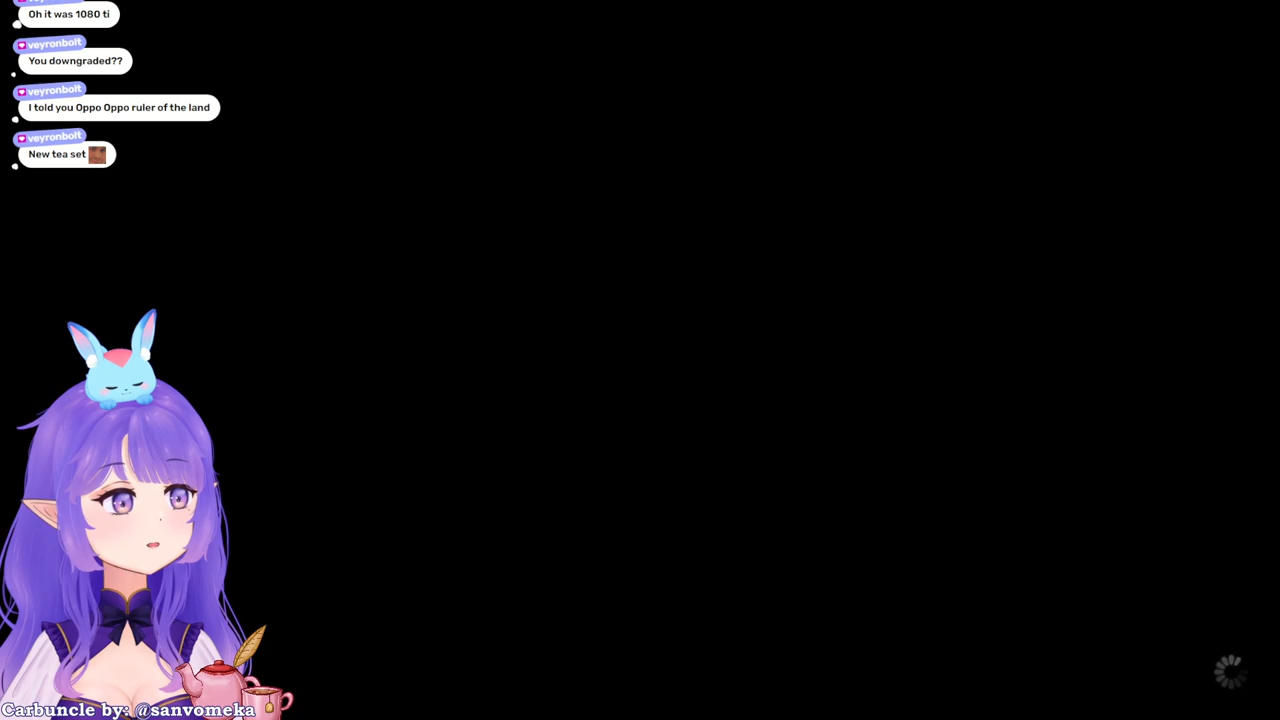 Oh it was 1080 ti
veyronbolt
You downgraded??
veyronbolt
I told you Oppo Oppo ruler of the land
veyronbolt
New tea set
Carbuncle by: @sanvomeka